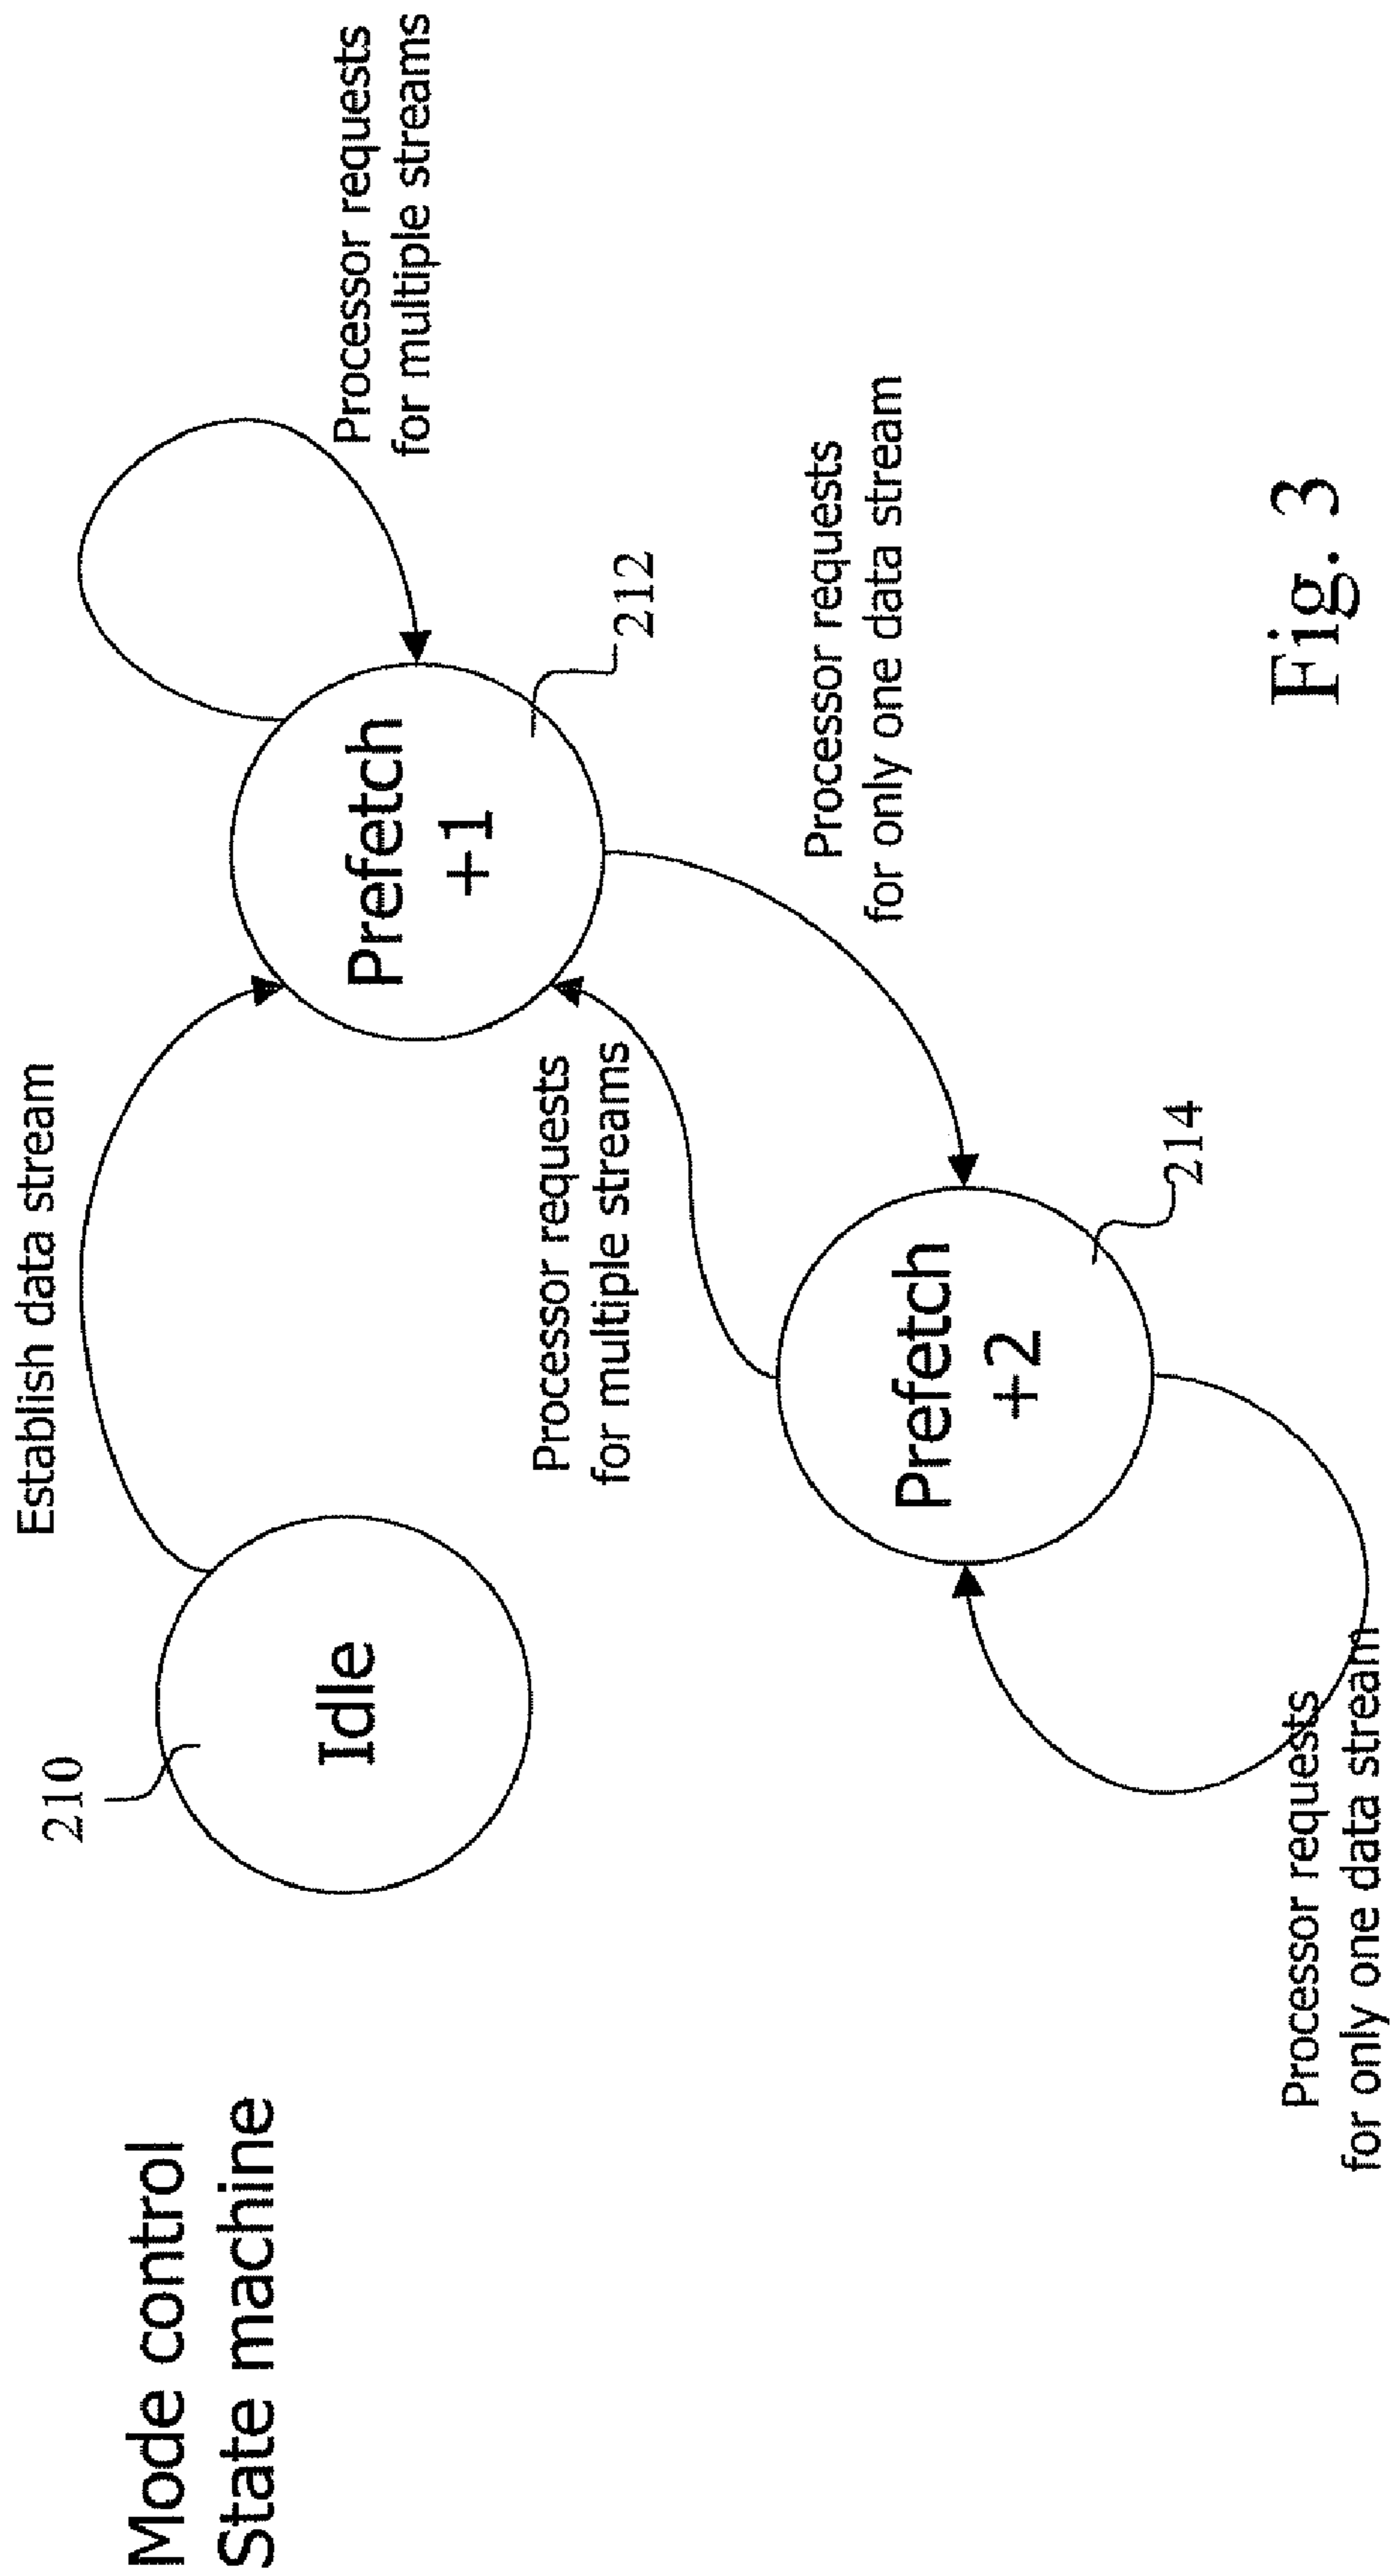 Mode control
State machine
210
Idle
Establish data stream
Prefetch
+1
212
Processor requests
for multiple streams
Processor requests
for multiple streams
Processor requests
for only one data stream
Prefetch
+2
214
Processor requests
for only one data stream
Fig. 3